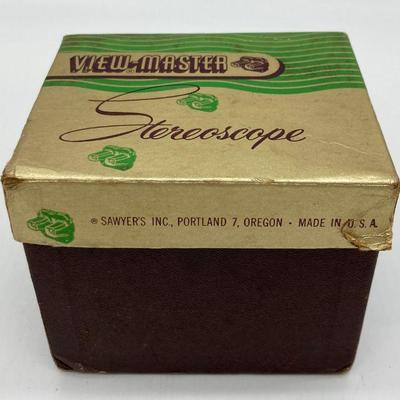 VIEW-MASTER
Stereoscope
® SAWYER'S INC., PORTLAND 7, OREGON • MADE IN U.S.A.